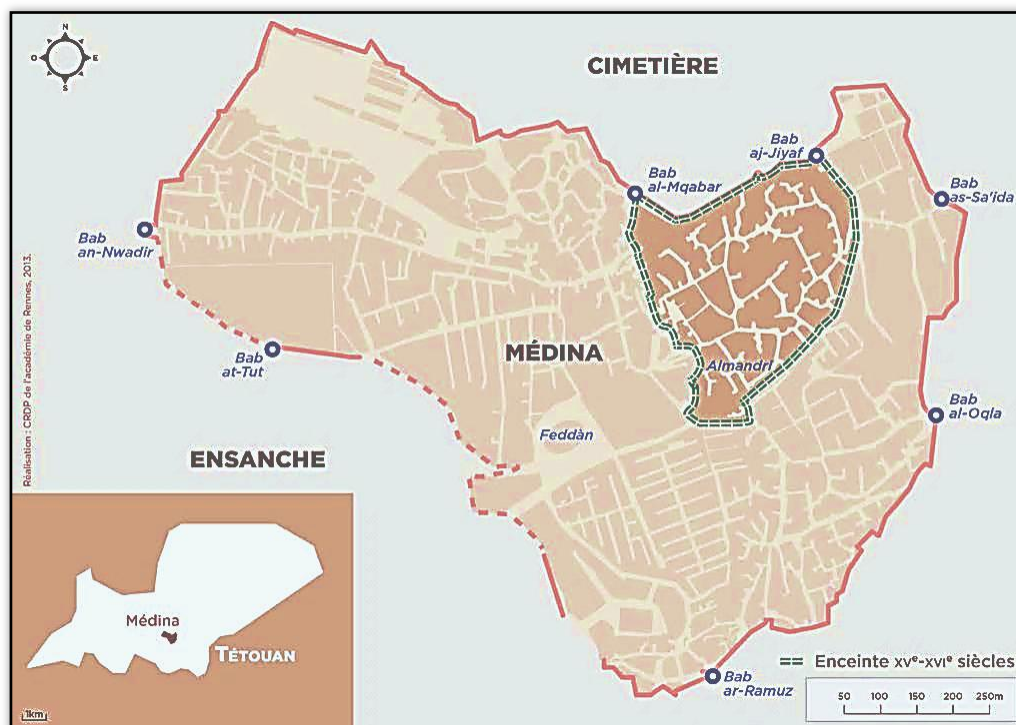 N
O
E
S
CIMETIÈRE
Bab
aj-Jiyaf
Bab
al-Mqabar
Bab
as-Sa'ida
Bab
an-Nwadir
MÉDINA
Almandri
Bab
at-Tut
Bab
al-Oqla
Feddàn
ENSANCHE
Réalisation : CRDP de l'académie de Rennes, 2013.
Médina
TÉTOUAN
1km
Bab
ar-Ramuz
Enceinte XVe-XVIe siècles
50 100 150 200 250m